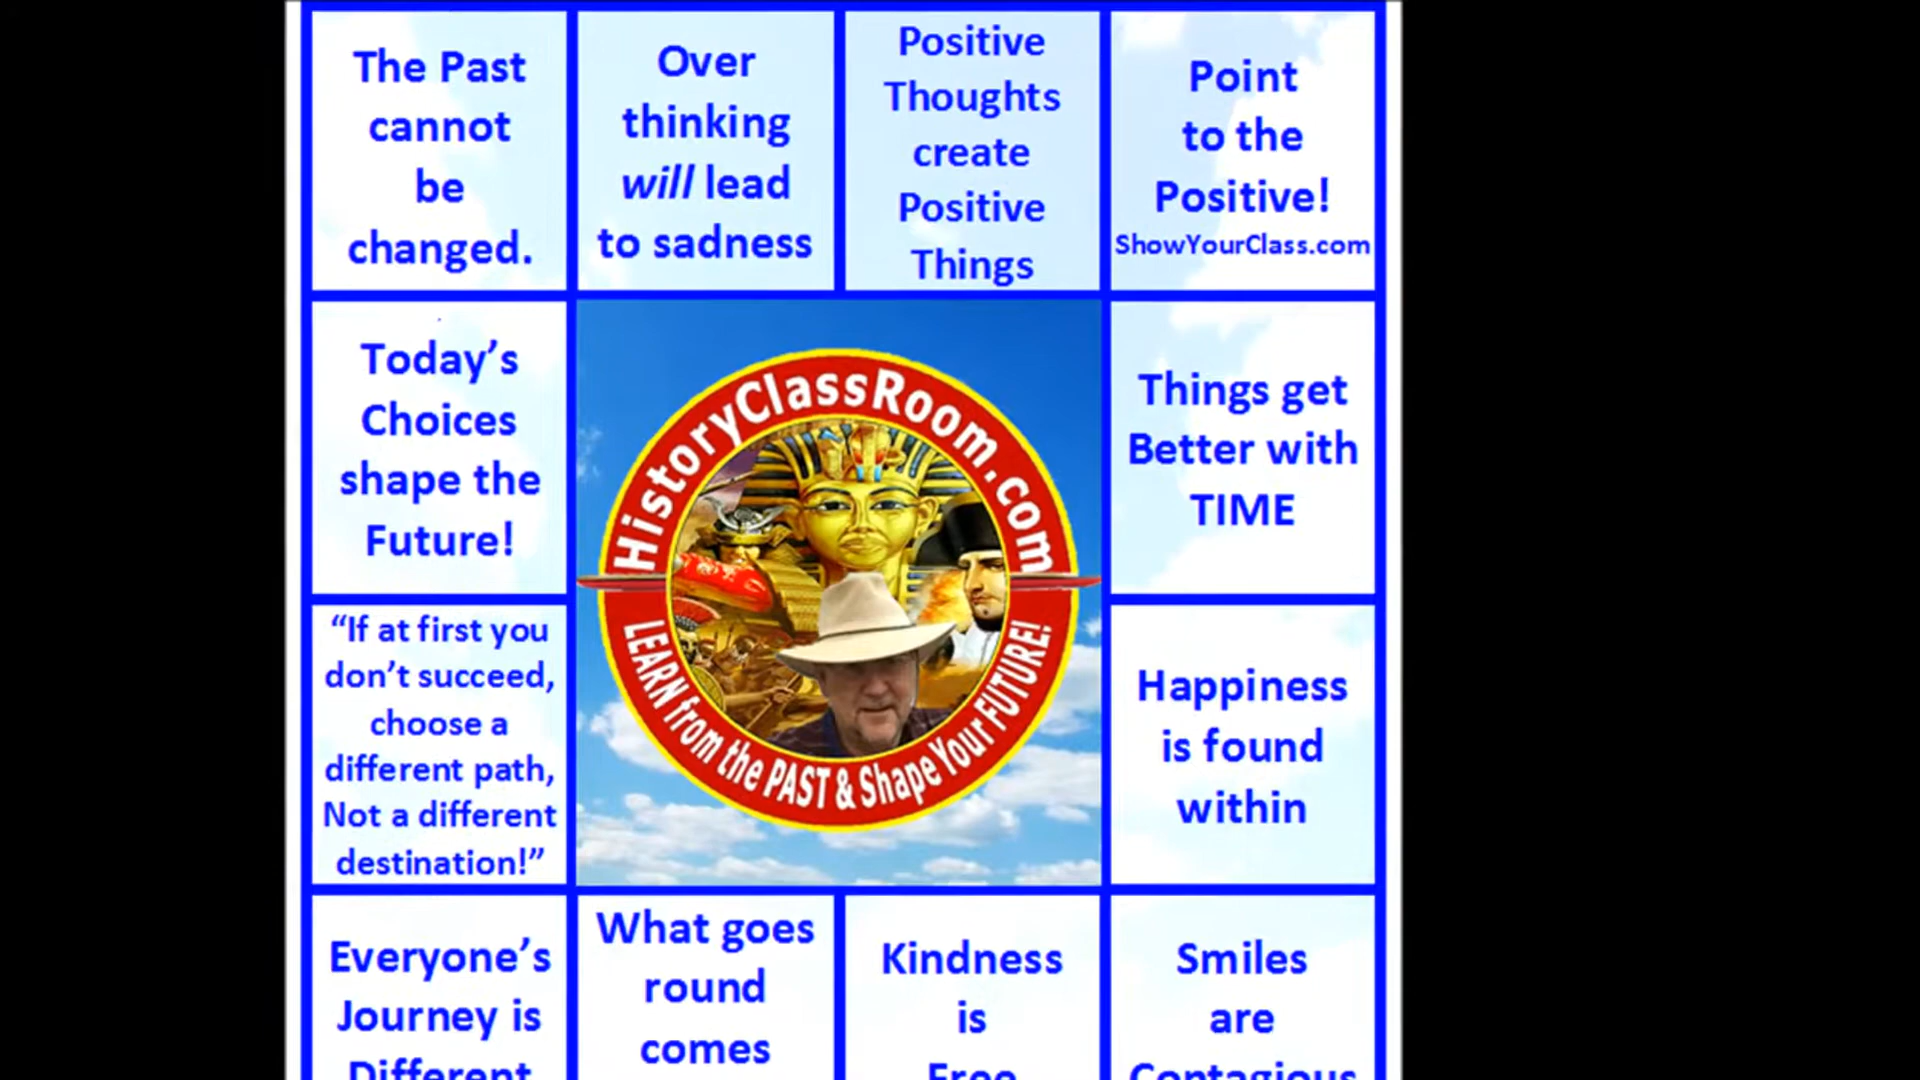 The Past
cannot
be
changed.
Over
thinking
will lead
to sadness
Positive
Thoughts
create
Positive
Things
Point
to the
Positive!
ShowYourClass.com
Today’s
Choices
shape the
Future!
HistoryClassRoom.com
LEARN from the PAST & Shape Your FUTURE!
Things get
Better with
TIME
“If at first you
don’t succeed,
choose a
different path,
Not a different
destination!”
Happiness
is found
within
Everyone’s
Journey is
Different
What goes
round
comes
Kindness
is
Free
Smiles
are
Contagious